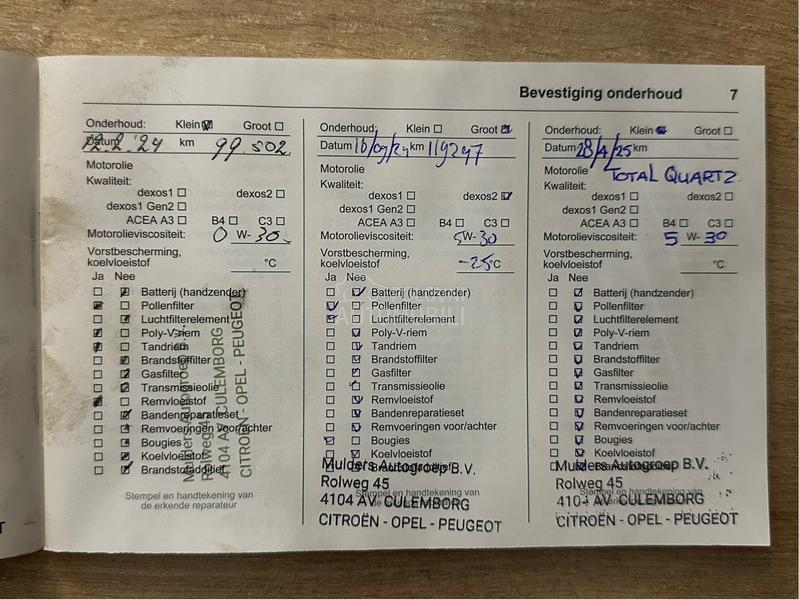 Bevestiging onderhoud 7
Onderhoud: Klein Groot
Datum 12.2.'24 km 99.502
Motorolie
Kwaliteit:
dexos1 dexos2
dexos1 Gen2
ACEA A3 B4 C3
Motorolieviscositeit: 0 W-30
Vorstbescherming,
koelvloeistof °C
Ja Nee
Batterij (handzender)
Pollenfilter
Luchtfilterelement
Poly-V-riem
Tandriem
Brandstoffilter
Gasfilter
Transmissieolie
Remvloeistof
Bandenreparatieset
Remvoeringen voor/achter
Bougies
Koelvloeistof
Brandstofadditief
Stempel en handtekening van
de erkende reparateur
Mulders Autogroep B.V.
Rolweg 45
4104 AV CULEMBORG
CITROËN - OPEL - PEUGEOT
Onderhoud: Klein Groot
Datum 16/09/24 km 119247
Motorolie
Kwaliteit:
dexos1 dexos2
dexos1 Gen2
ACEA A3 B4 C3
Motorolieviscositeit: 5W-30
Vorstbescherming,
koelvloeistof -25°C
Ja Nee
Batterij (handzender)
Pollenfilter
Luchtfilterelement
Poly-V-riem
Tandriem
Brandstoffilter
Gasfilter
Transmissieolie
Remvloeistof
Bandenreparatieset
Remvoeringen voor/achter
Bougies
Koelvloeistof
Mulders Autogroep B.V.
Rolweg 45
Stempel en handtekening van
4104 AV CULEMBORG
CITROËN - OPEL - PEUGEOT
Onderhoud: Klein Groot
Datum 28/4/25 km
Motorolie TOTAL QUARTZ
Kwaliteit:
dexos1 dexos2
dexos1 Gen2
ACEA A3 B4 C3
Motorolieviscositeit: 5 W-30
Vorstbescherming,
koelvloeistof °C
Ja Nee
Batterij (handzender)
Pollenfilter
Luchtfilterelement
Poly-V-riem
Tandriem
Brandstoffilter
Gasfilter
Transmissieolie
Remvloeistof
Bandenreparatieset
Remvoeringen voor/achter
Bougies
Koelvloeistof
Mulders Autogroep B.V.
Rolweg 45
4104 AV CULEMBORG
CITROËN - OPEL - PEUGEOT